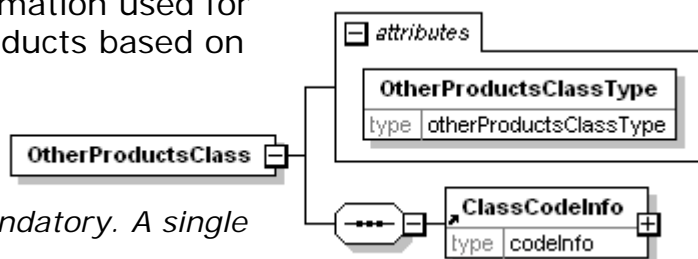 mation used for
ducts based on
attributes
OtherProductsClassType
type otherProductsClassType
OtherProductsClass
ndatory. A single
ClassCodeInfo
type codeInfo